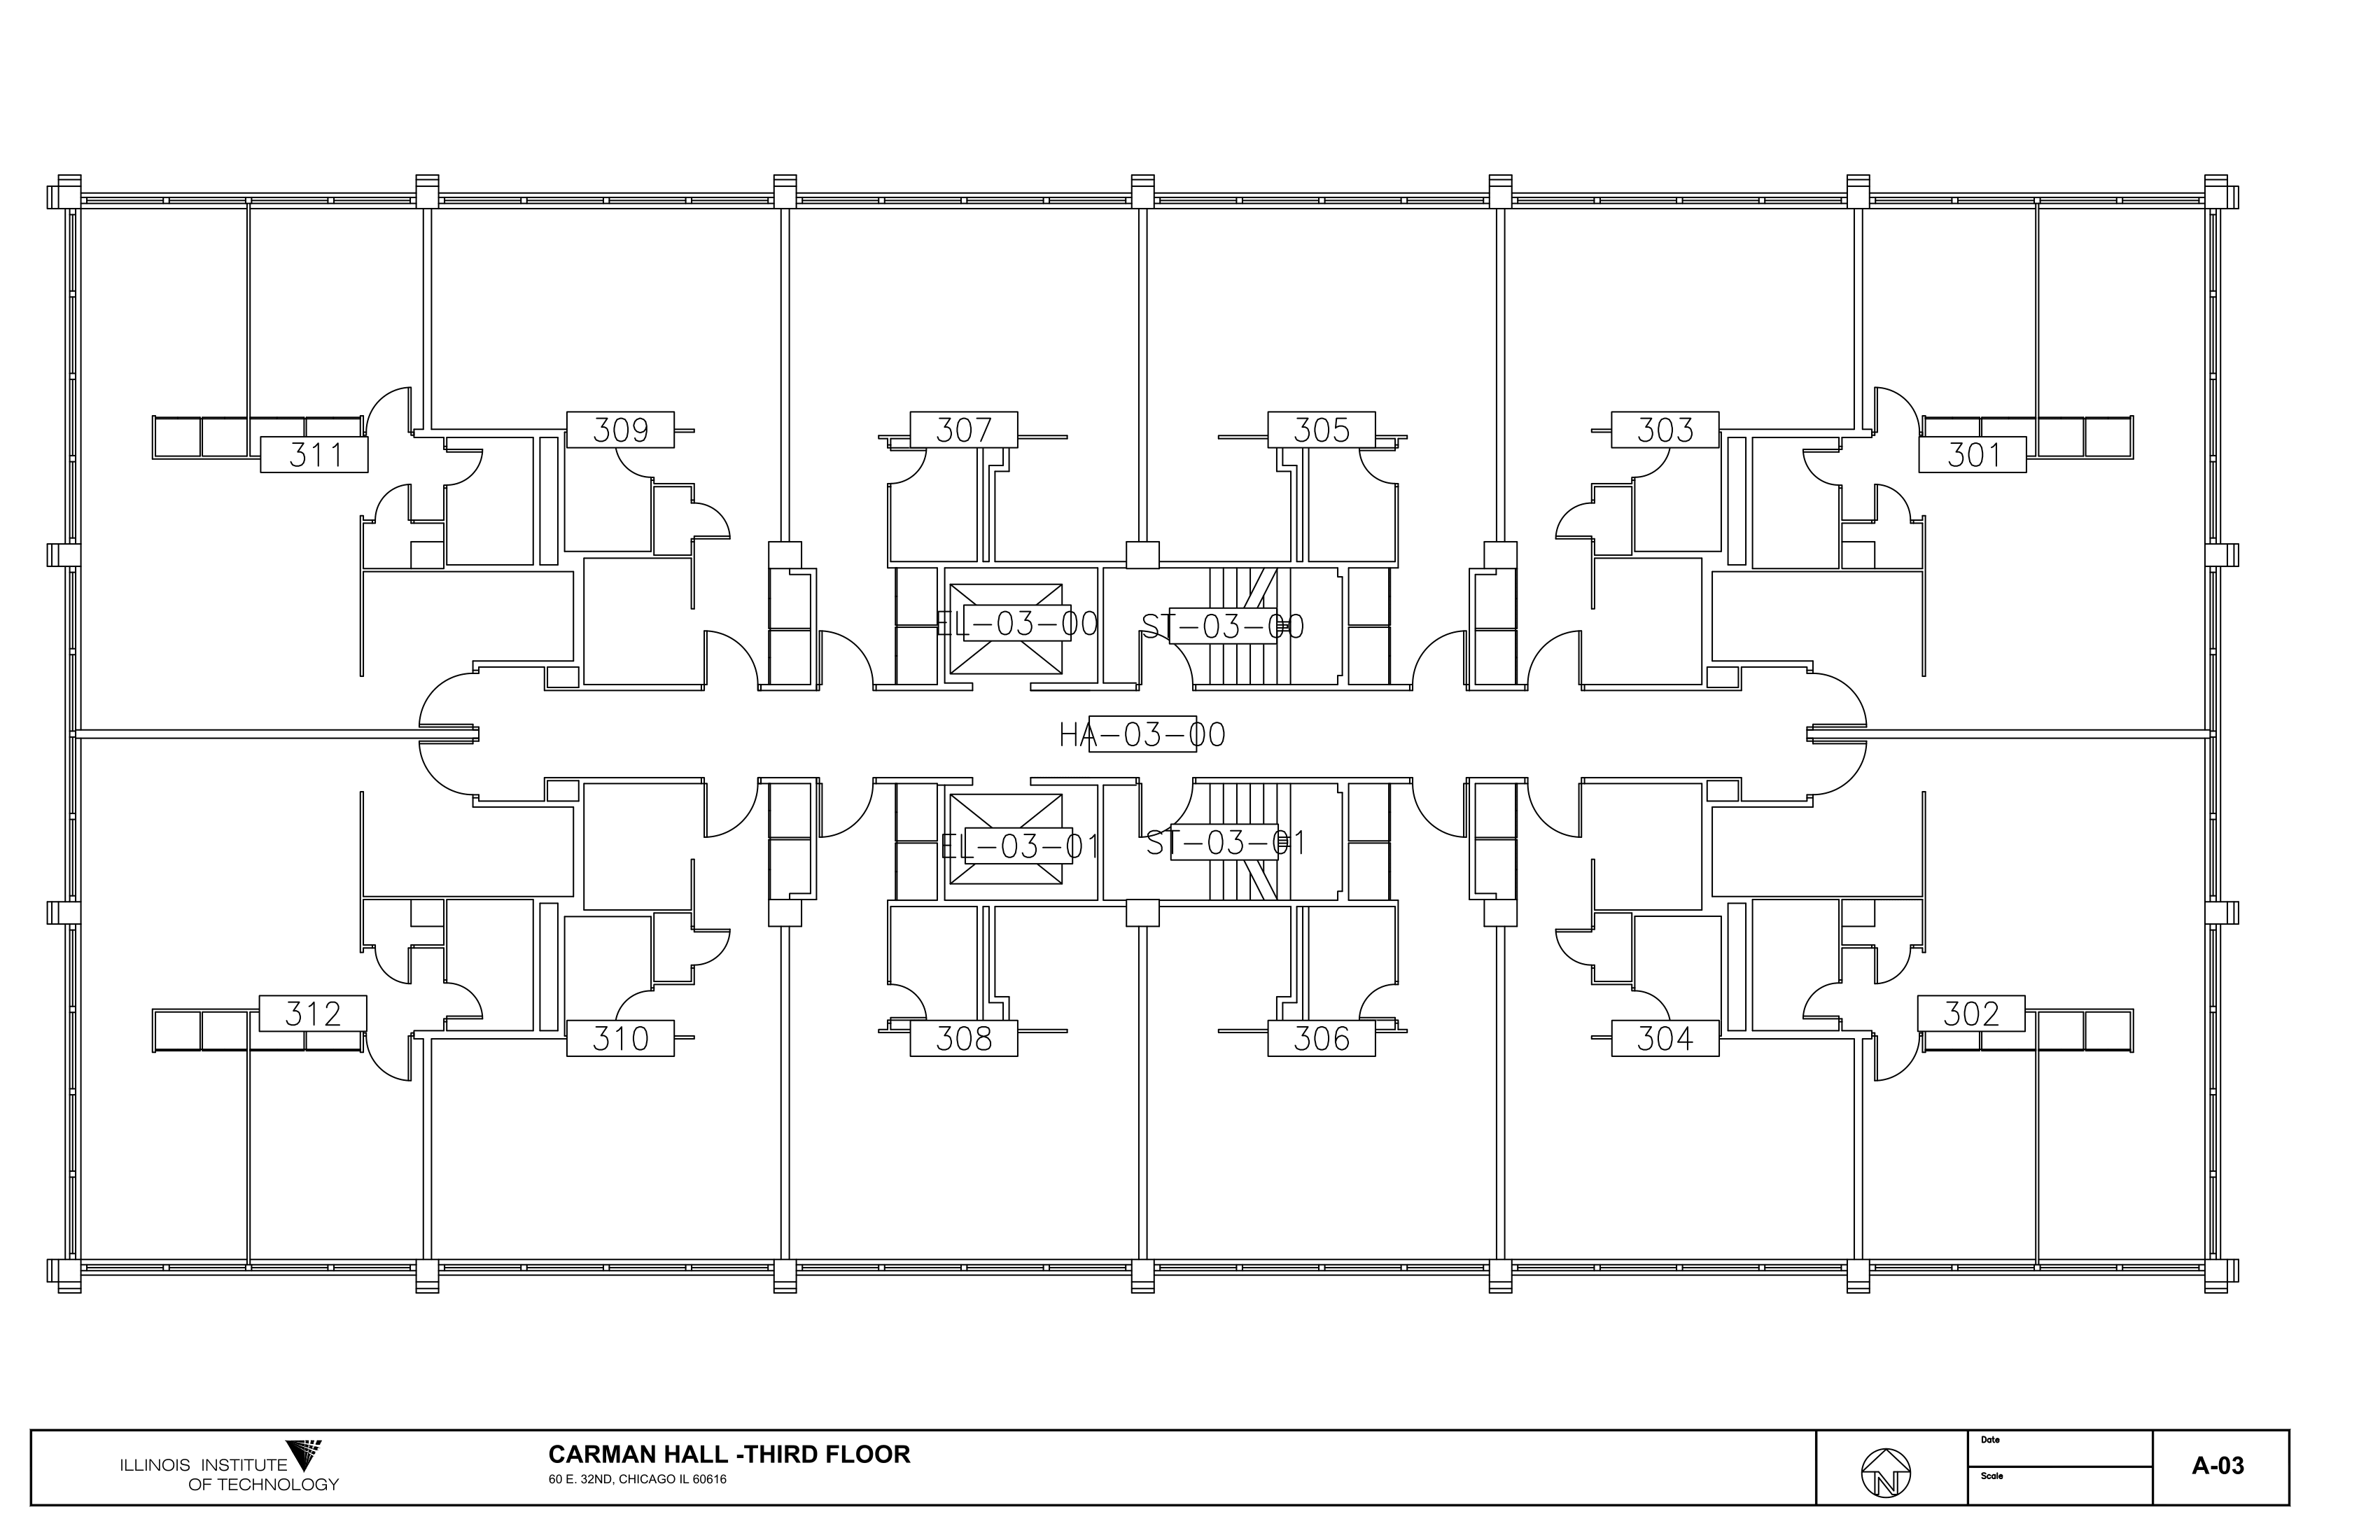 309
307
305
303
311
301
EL-03-00
ST-03-00
HA-03-00
EL-03-01
ST-03-01
312
302
310
308
306
304
ILLINOIS INSTITUTE
OF TECHNOLOGY
CARMAN HALL -THIRD FLOOR
60 E. 32ND, CHICAGO IL 60616
N
Date
Scale
A-03